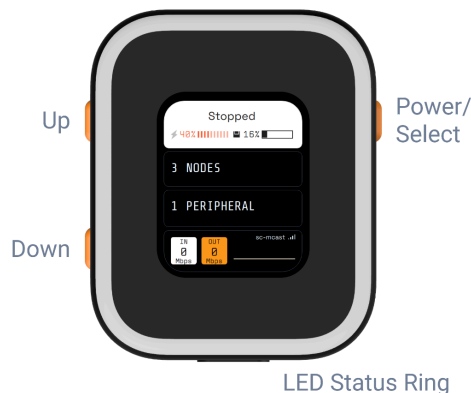 Up
Down
Power/
Select
Stopped
40% 16%
3 NODES
1 PERIPHERAL
IN
0
Mbps
OUT
0
Mbps
sc-mcast
LED Status Ring